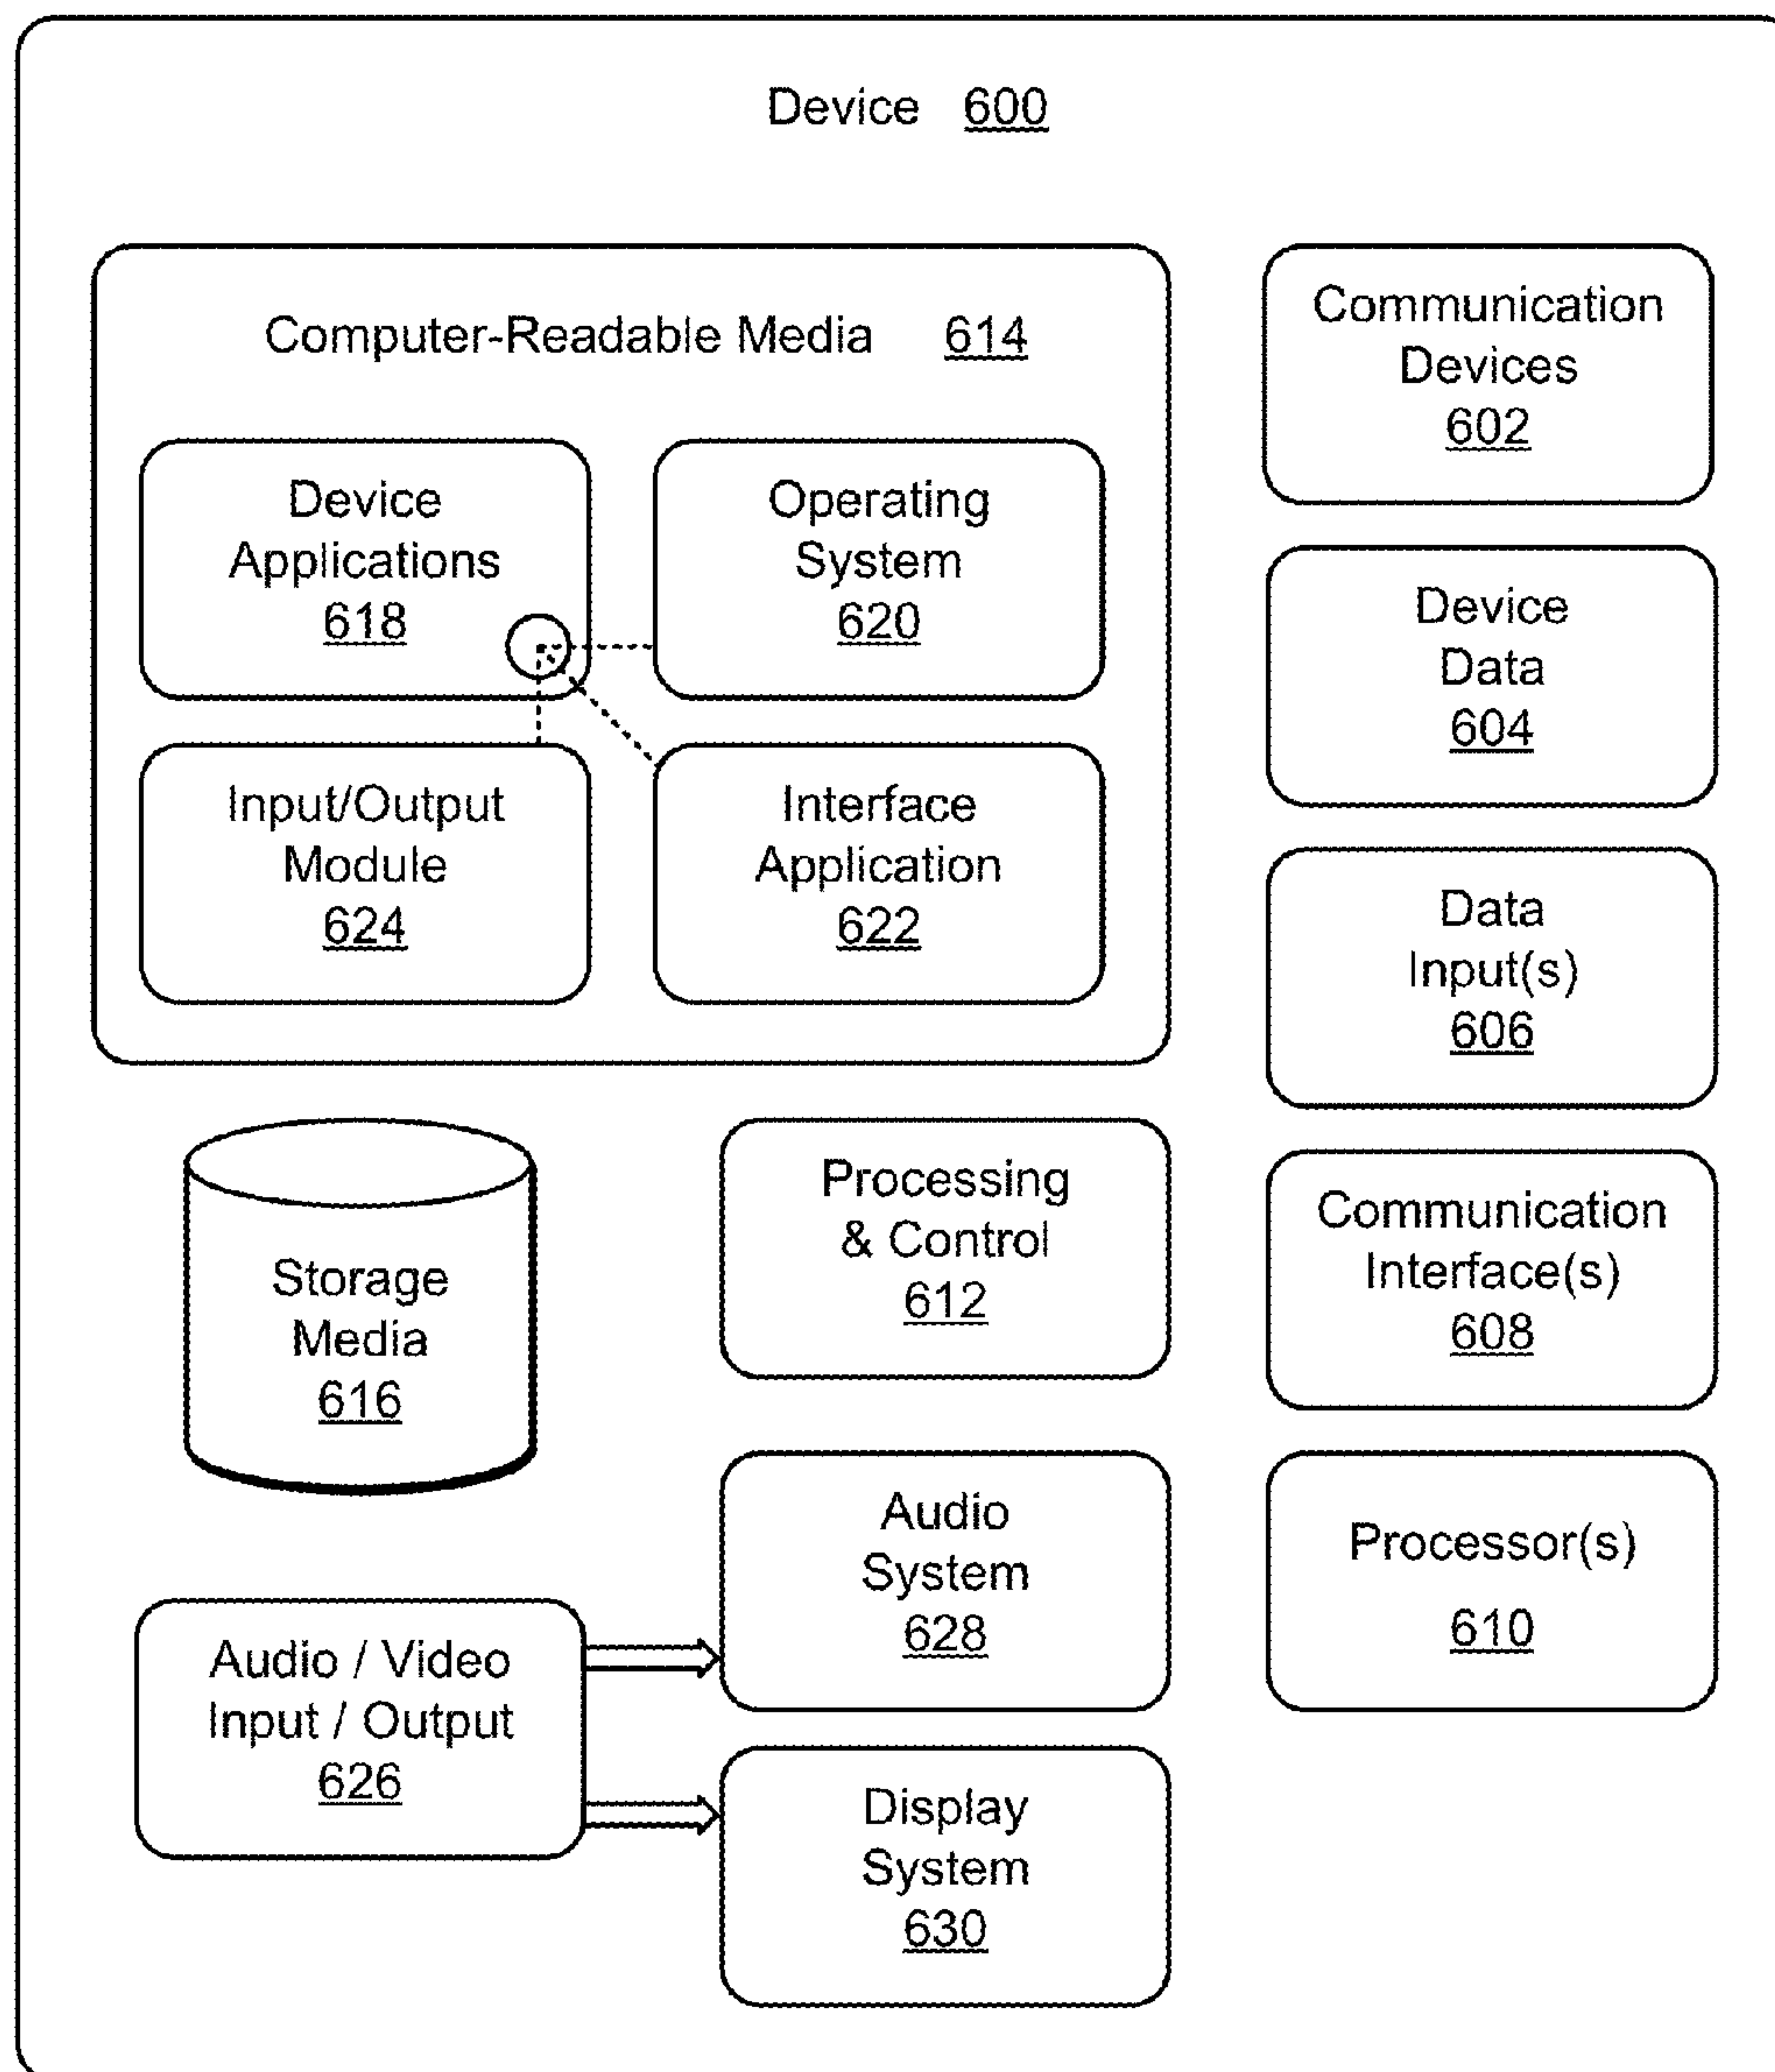 Device 600
Computer-Readable Media 614
Device
Applications
618
Operating
System
620
Input/Output
Module
624
Interface
Application
622
Communication
Devices
602
Device
Data
604
Data
Input(s)
606
Communication
Interface(s)
608
Processor(s)
610
Storage
Media
616
Processing
& Control
612
Audio / Video
Input / Output
626
Audio
System
628
Display
System
630